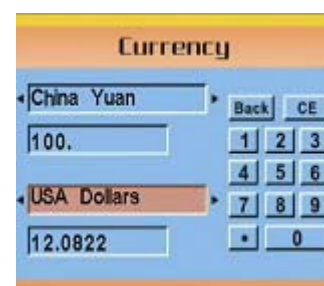 Currency
China Yuan
100.
USA Dollars
12.0822
Back CE
1 2 3
4 5 6
7 8 9
. 0